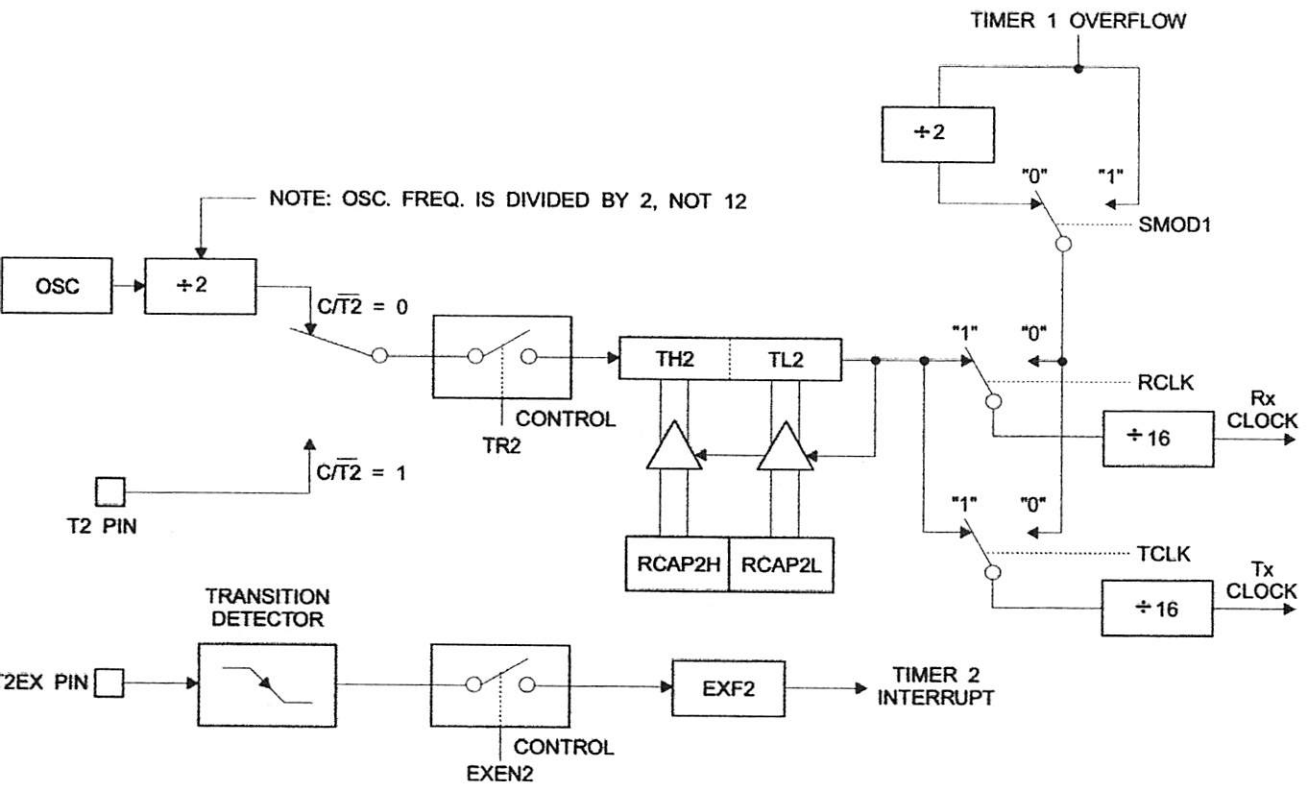 TIMER 1 OVERFLOW
÷2
"0" "1"
NOTE: OSC. FREQ. IS DIVIDED BY 2, NOT 12
SMOD1
OSC
÷2
C/T2 = 0
"1" "0"
TH2 TL2
RCLK
Rx
CLOCK
CONTROL
TR2
÷16
C/T2 = 1
T2 PIN
"1" "0"
RCAP2H RCAP2L
TCLK
Tx
CLOCK
÷16
TRANSITION
DETECTOR
T2EX PIN
EXF2
TIMER 2
INTERRUPT
CONTROL
EXEN2